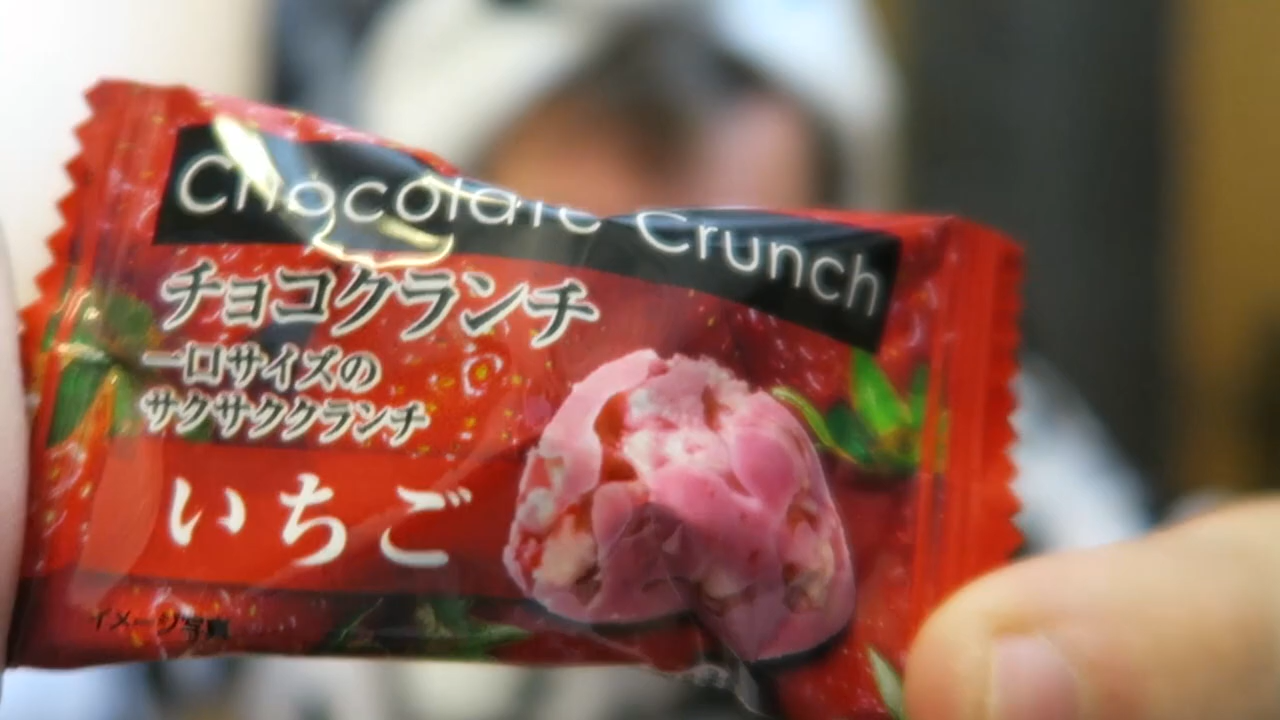 Chocolate Crunch
チョコクランチ
一口サイズの
サクサククランチ
いちご
イメージ写真